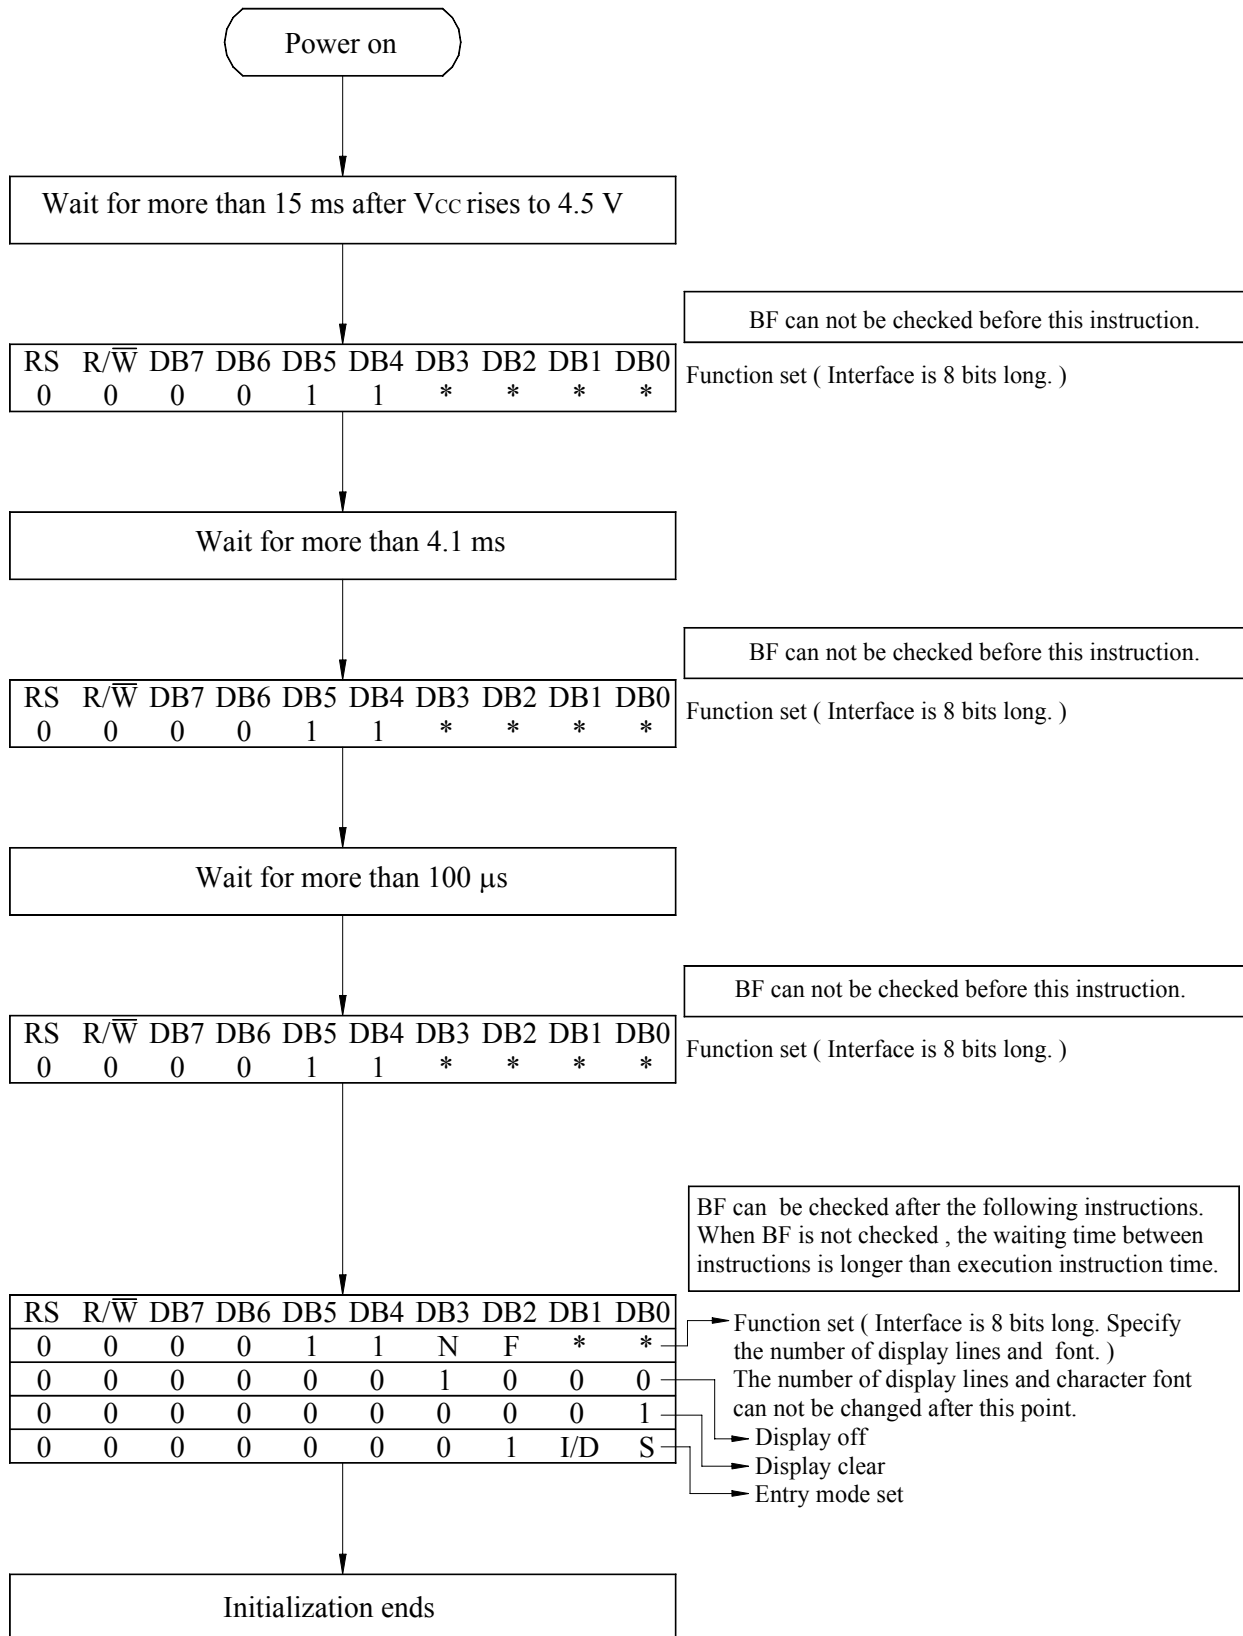 Power on
Wait for more than 15 ms after Vcc rises to 4.5 V
BF can not be checked before this instruction.
RS R/W̅ DB7 DB6 DB5 DB4 DB3 DB2 DB1 DB0
0 0 0 0 1 1 * * * *
Function set ( Interface is 8 bits long. )
Wait for more than 4.1 ms
BF can not be checked before this instruction.
RS R/W̅ DB7 DB6 DB5 DB4 DB3 DB2 DB1 DB0
0 0 0 0 1 1 * * * *
Function set ( Interface is 8 bits long. )
Wait for more than 100 µs
BF can not be checked before this instruction.
RS R/W̅ DB7 DB6 DB5 DB4 DB3 DB2 DB1 DB0
0 0 0 0 1 1 * * * *
Function set ( Interface is 8 bits long. )
BF can be checked after the following instructions.
When BF is not checked , the waiting time between
instructions is longer than execution instruction time.
RS R/W̅ DB7 DB6 DB5 DB4 DB3 DB2 DB1 DB0
0 0 0 0 1 1 N F * *
0 0 0 0 0 0 1 0 0 0
0 0 0 0 0 0 0 0 0 1
0 0 0 0 0 0 0 1 I/D S
Function set ( Interface is 8 bits long. Specify
the number of display lines and font. )
The number of display lines and character font
can not be changed after this point.
Display off
Display clear
Entry mode set
Initialization ends